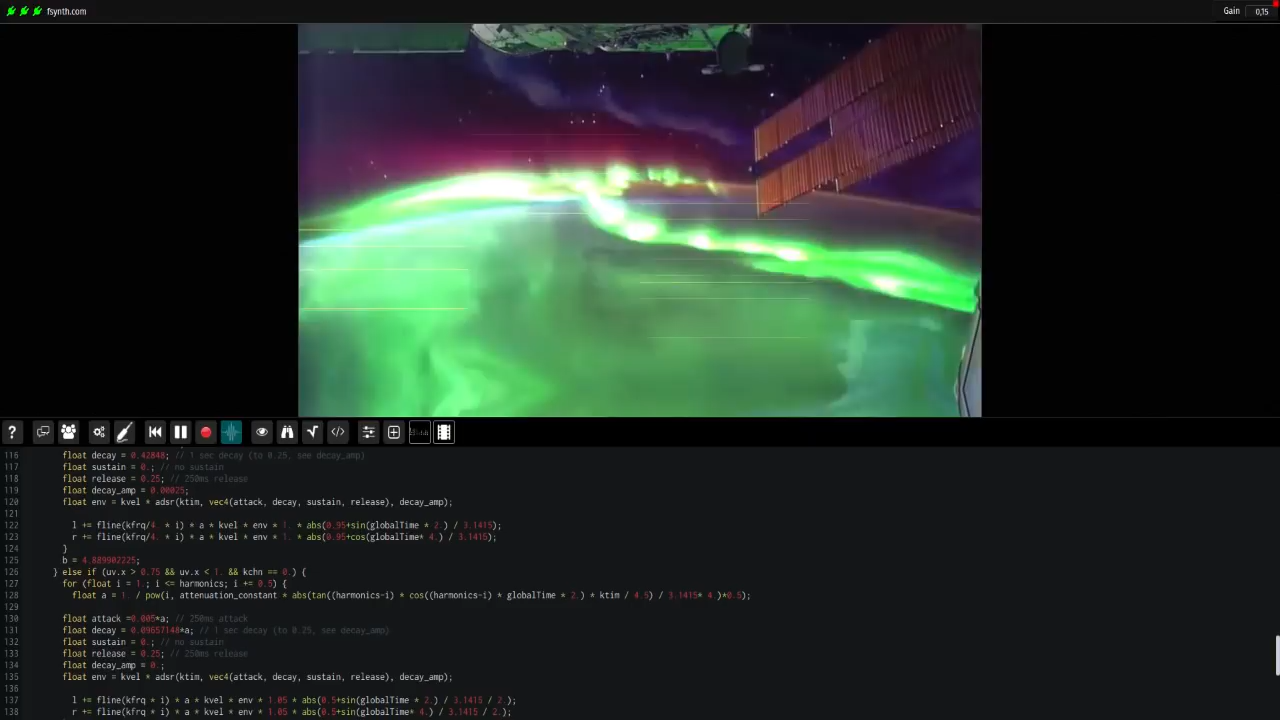 fsynth.com
Gain 0,15
116 float decay = 0.42848; // 1 sec decay (to 0.25, see decay_amp)
117 float sustain = 0.; // no sustain
118 float release = 0.25; // 250ms release
119 float decay_amp = 0.00025;
120 float env = kvel * adsr(ktim, vec4(attack, decay, sustain, release), decay_amp);
121
122 l += fline(kfrq/4. * i) * a * kvel * env * 1. * abs(0.95+sin(globalTime * 2.) / 3.1415);
123 r += fline(kfrq/4. * i) * a * kvel * env * 1. * abs(0.95+cos(globalTime* 4.) / 3.1415);
124 }
125 b = 4.889902225;
126 } else if (uv.x > 0.75 && uv.x < 1. && kchn == 0.) {
127 for (float i = 1.; i <= harmonics; i += 0.5) {
128 float a = 1. / pow(i, attenuation_constant * abs(tan((harmonics-i) * cos((harmonics-i) * globalTime * 2.) * ktim / 4.5) / 3.1415* 4.)*0.5);
129
130 float attack =0.005*a; // 250ms attack
131 float decay = 0.09657148*a; // 1 sec decay (to 0.25, see decay_amp)
132 float sustain = 0.; // no sustain
133 float release = 0.25; // 250ms release
134 float decay_amp = 0.;
135 float env = kvel * adsr(ktim, vec4(attack, decay, sustain, release), decay_amp);
136
137 l += fline(kfrq * i) * a * kvel * env * 1.05 * abs(0.5+sin(globalTime * 2.) / 3.1415 / 2.);
138 r += fline(kfrq * i) * a * kvel * env * 1.05 * abs(0.5+sin(globalTime* 4.) / 3.1415 / 2.);